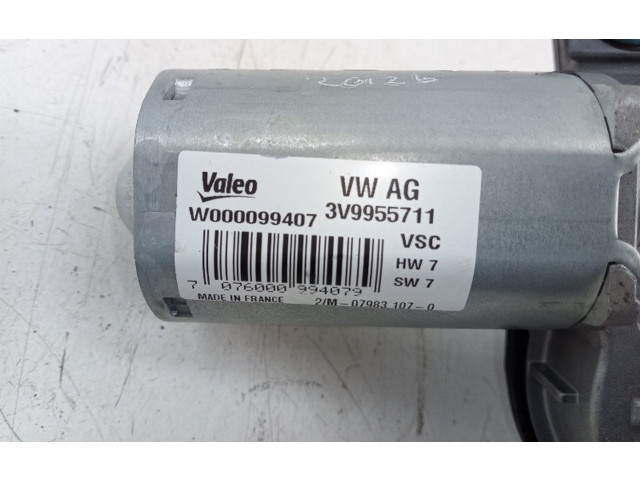 Valeo
VW AG
W000099407
3V9955711
VSC
HW 7
SW 7
7 076000 994079
MADE IN FRANCE
2/M-07983 107-0